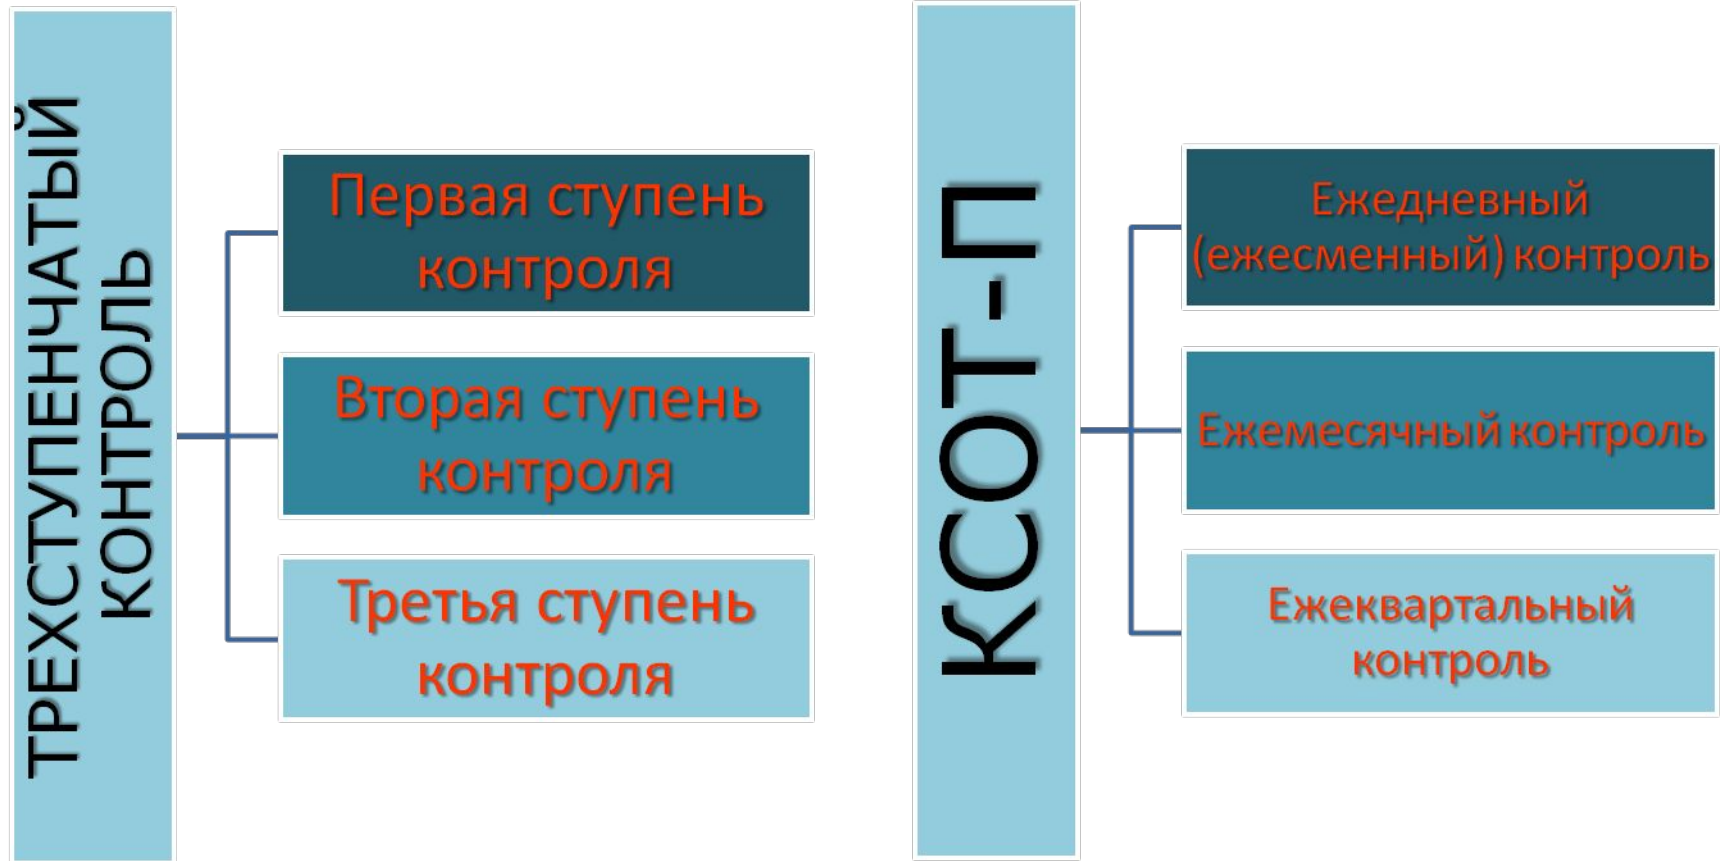 ТРЕХСТУПЕНЧАТЫЙ
КОНТРОЛЬ
Первая ступень
контроля
Вторая ступень
контроля
Третья ступень
контроля
КСОТ-П
Ежедневный
(ежесменный) контроль
Ежемесячный контроль
Ежеквартальный
контроль